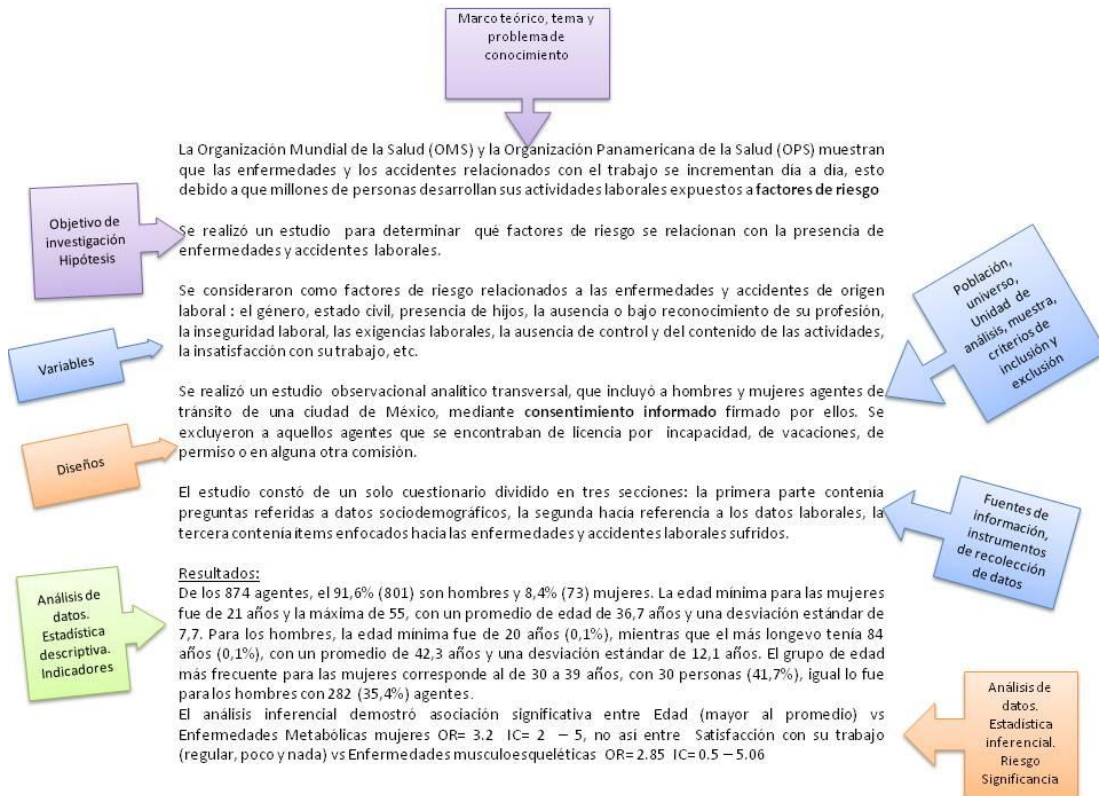 Marco teórico, tema y
problema de
conocimiento
La Organización Mundial de la Salud (OMS) y la Organización Panamericana de la Salud (OPS) muestran
que las enfermedades y los accidentes relacionados con el trabajo se incrementan día a día, esto
debido a que millones de personas desarrollan sus actividades laborales expuestos a factores de riesgo
Objetivo de
investigación
Hipótesis
Se realizó un estudio para determinar qué factores de riesgo se relacionan con la presencia de
enfermedades y accidentes laborales.
Población,
universo,
Unidad de
análisis, muestra,
criterios de
inclusión y
exclusión
Se consideraron como factores de riesgo relacionados a las enfermedades y accidentes de origen
laboral : el género, estado civil, presencia de hijos, la ausencia o bajo reconocimiento de su profesión,
la inseguridad laboral, las exigencias laborales, la ausencia de control y del contenido de las actividades,
la insatisfacción con su trabajo, etc.
Variables
Se realizó un estudio observacional analítico transversal, que incluyó a hombres y mujeres agentes de
tránsito de una ciudad de México, mediante consentimiento informado firmado por ellos. Se
excluyeron a aquellos agentes que se encontraban de licencia por incapacidad, de vacaciones, de
permiso o en alguna otra comisión.
Diseños
El estudio constó de un solo cuestionario dividido en tres secciones: la primera parte contenía
preguntas referidas a datos sociodemográficos, la segunda hacía referencia a los datos laborales, la
tercera contenía ítems enfocados hacia las enfermedades y accidentes laborales sufridos.
Fuentes de
información,
instrumentos
de recolección
de datos
Análisis de
datos.
Estadística
descriptiva.
Indicadores
Resultados:
De los 874 agentes, el 91,6% (801) son hombres y 8,4% (73) mujeres. La edad mínima para las mujeres
fue de 21 años y la máxima de 55, con un promedio de edad de 36,7 años y una desviación estándar de
7,7. Para los hombres, la edad mínima fue de 20 años (0,1%), mientras que el más longevo tenía 84
años (0,1%), con un promedio de 42,3 años y una desviación estándar de 12,1 años. El grupo de edad
más frecuente para las mujeres corresponde al de 30 a 39 años, con 30 personas (41,7%), igual lo fue
para los hombres con 282 (35,4%) agentes.
El análisis inferencial demostró asociación significativa entre Edad (mayor al promedio) vs
Enfermedades Metabólicas mujeres OR= 3.2 IC= 2 – 5, no así entre Satisfacción con su trabajo
(regular, poco y nada) vs Enfermedades musculoesqueléticas OR= 2.85 IC= 0.5 – 5.06
Análisis de
datos.
Estadística
inferencial.
Riesgo
Significancia